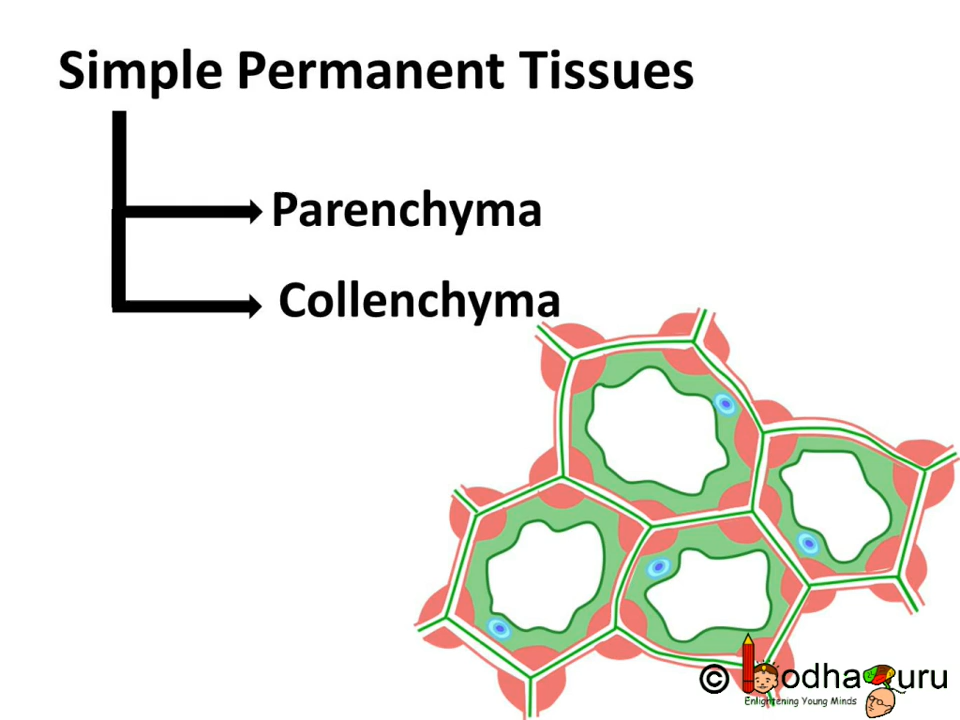 Simple Permanent Tissues
Parenchyma
Collenchyma
© bodhaguru
Enlightening Young Minds